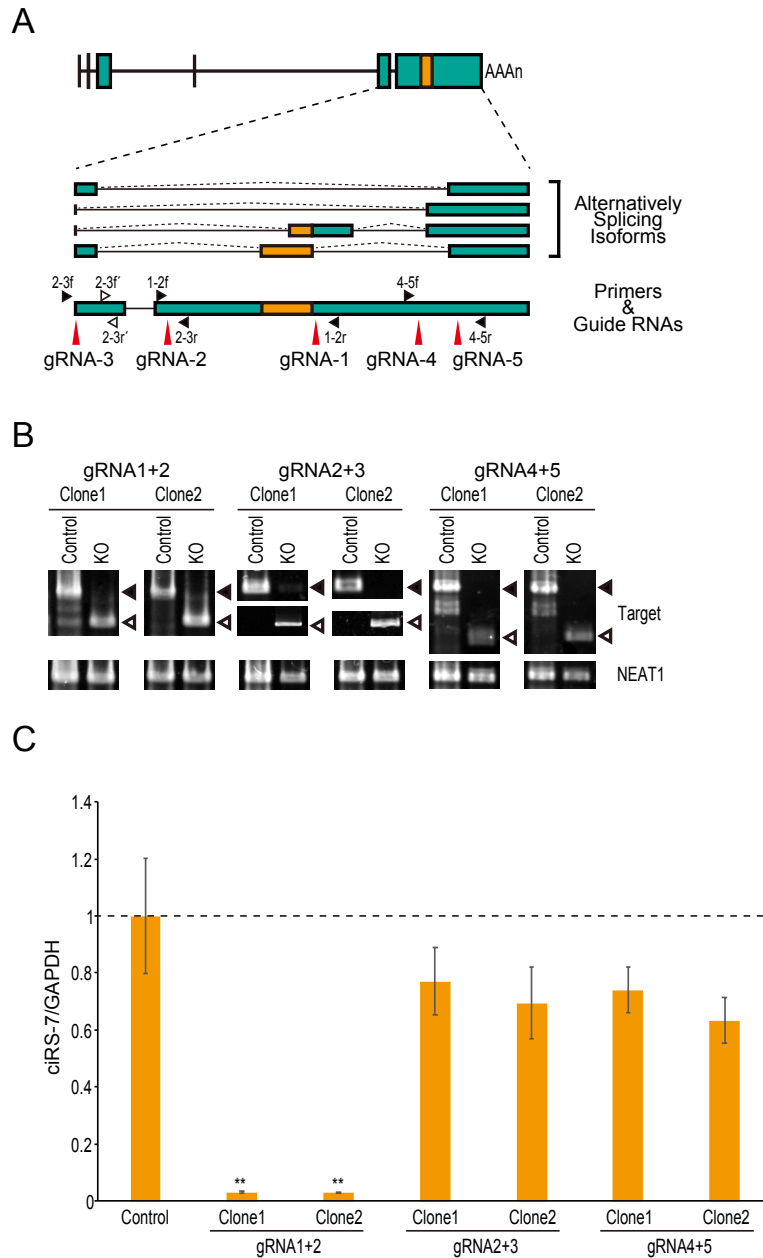 A
AAAn
Alternatively
Splicing
Isoforms
2-3f
2-3f′
1-2f
4-5f
Primers
&
Guide RNAs
2-3r′
2-3r
1-2r
4-5r
gRNA-3
gRNA-2
gRNA-1
gRNA-4
gRNA-5
B
gRNA1+2
gRNA2+3
gRNA4+5
Clone1
Clone2
Clone1
Clone2
Clone1
Clone2
Control
KO
Control
KO
Control
KO
Control
KO
Control
KO
Control
KO
Target
NEAT1
C
ciRS-7/GAPDH
1.4
1.2
1
0.8
0.6
0.4
0.2
0
**
**
Control
Clone1
Clone2
Clone1
Clone2
Clone1
Clone2
gRNA1+2
gRNA2+3
gRNA4+5